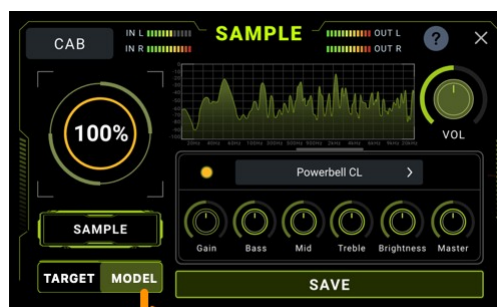 CAB
IN L
IN R
SAMPLE
OUT L
OUT R
?
100%
VOL
Powerbell CL
Gain Bass Mid Treble Brightness Master
SAMPLE
TARGET MODEL
SAVE